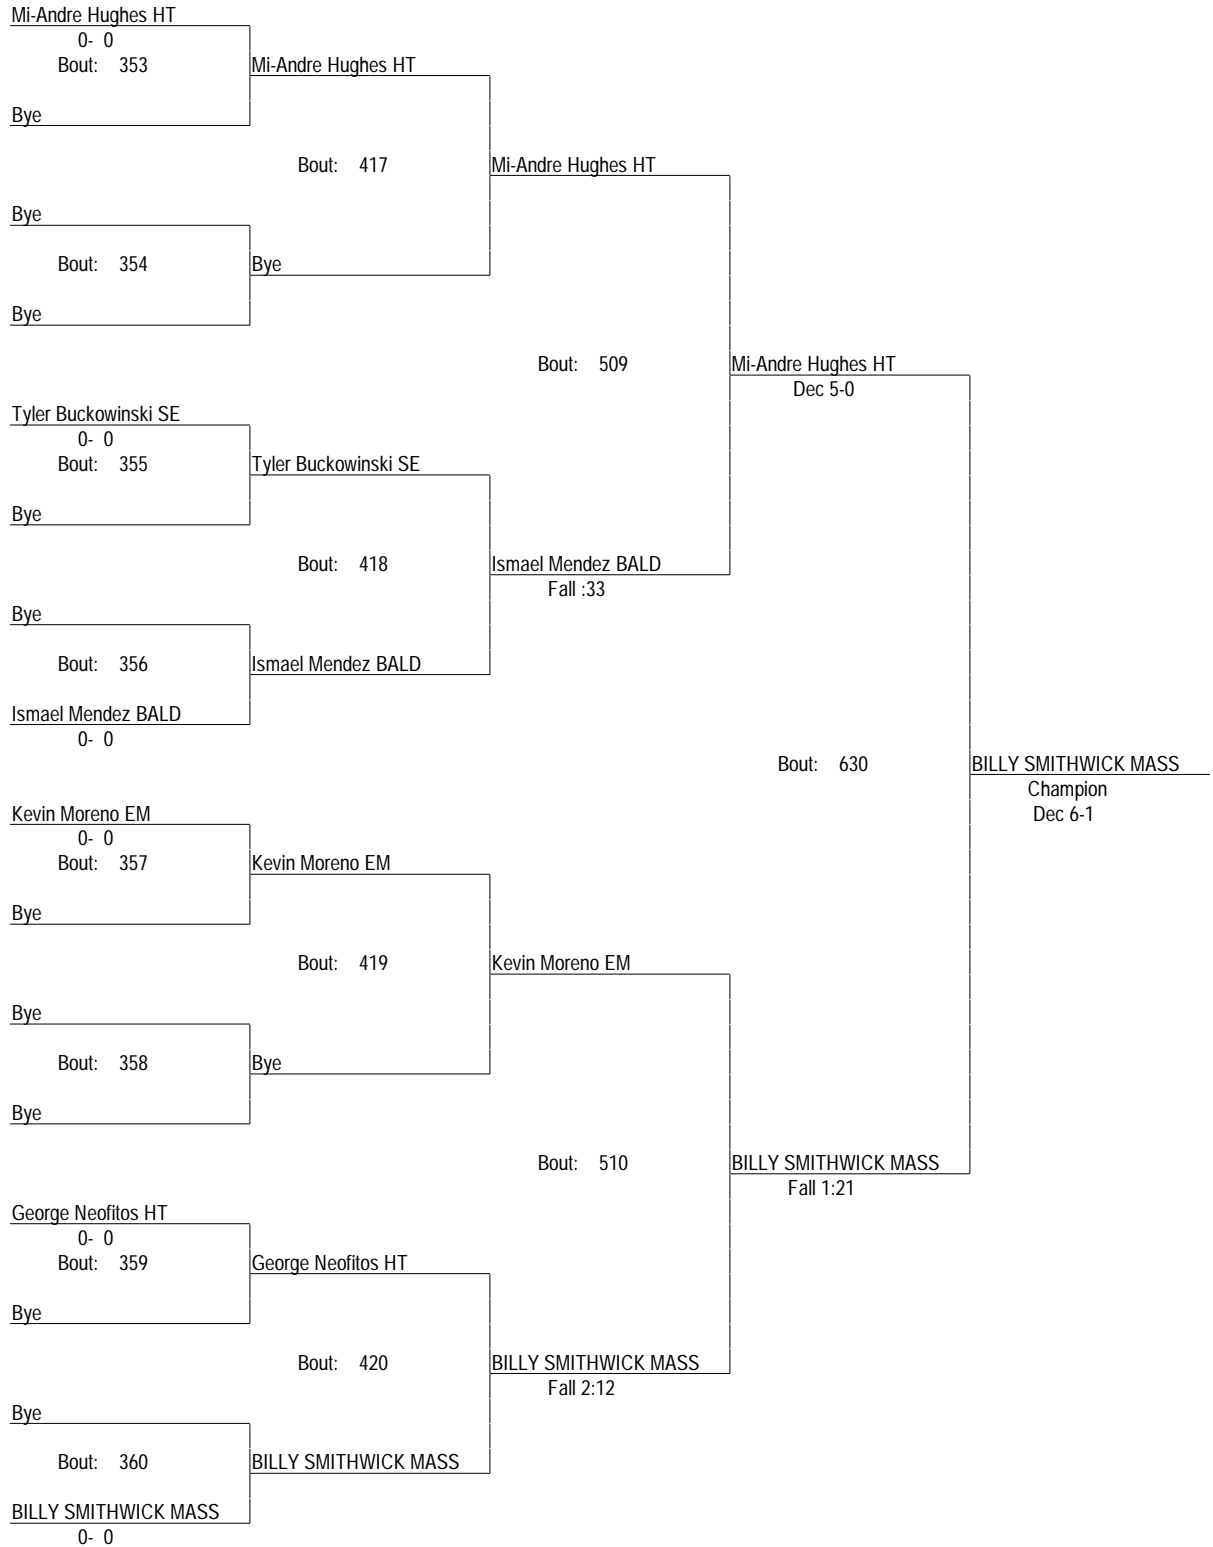 Mi-Andre Hughes HT
0- 0
Bout: 353
Mi-Andre Hughes HT
Bye
Bout: 417
Mi-Andre Hughes HT
Bye
Bout: 354
Bye
Bye
Bout: 509
Mi-Andre Hughes HT
Dec 5-0
Tyler Buckowinski SE
0- 0
Bout: 355
Tyler Buckowinski SE
Bye
Bout: 418
Ismael Mendez BALD
Fall :33
Bye
Bout: 356
Ismael Mendez BALD
Ismael Mendez BALD
0- 0
Bout: 630
BILLY SMITHWICK MASS
Champion
Dec 6-1
Kevin Moreno EM
0- 0
Bout: 357
Kevin Moreno EM
Bye
Bout: 419
Kevin Moreno EM
Bye
Bout: 358
Bye
Bye
Bout: 510
BILLY SMITHWICK MASS
Fall 1:21
George Neofitos HT
0- 0
Bout: 359
George Neofitos HT
Bye
Bout: 420
BILLY SMITHWICK MASS
Fall 2:12
Bye
Bout: 360
BILLY SMITHWICK MASS
BILLY SMITHWICK MASS
0- 0